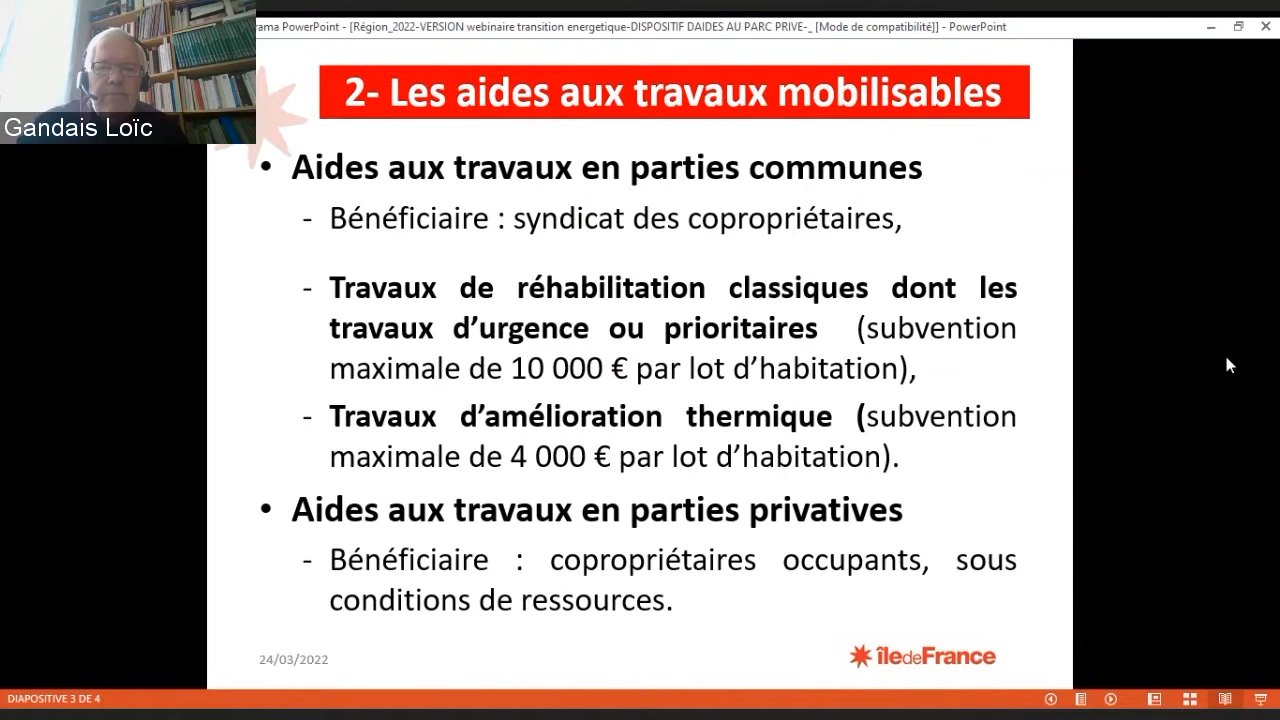 rama PowerPoint - [Région_2022-VERSION webinaire transition energetique-DISPOSITIF DAIDES AU PARC PRIVE-_ [Mode de compatibilité]] - PowerPoint
Gandais Loïc
2- Les aides aux travaux mobilisables
• Aides aux travaux en parties communes
- Bénéficiaire : syndicat des copropriétaires,
- Travaux de réhabilitation classiques dont les
travaux d’urgence ou prioritaires (subvention
maximale de 10 000 € par lot d’habitation),
- Travaux d’amélioration thermique (subvention
maximale de 4 000 € par lot d’habitation).
• Aides aux travaux en parties privatives
- Bénéficiaire : copropriétaires occupants, sous
conditions de ressources.
24/03/2022
îledeFrance
DIAPOSITIVE 3 DE 4